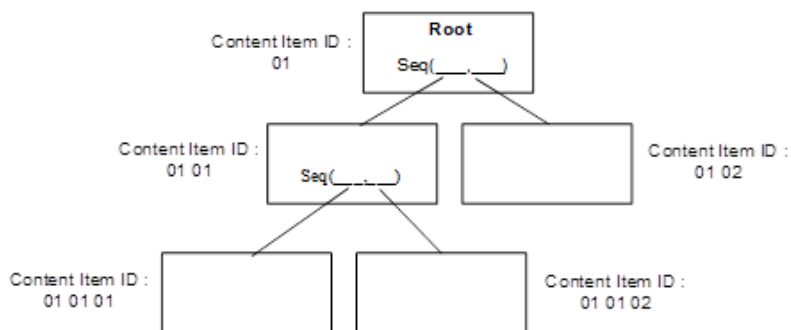 Root
Content Item ID :
01
Seq(___,___)
Content Item ID :
01 01
Seq(___,___)
Content Item ID :
01 02
Content Item ID :
01 01 01
Content Item ID :
01 01 02